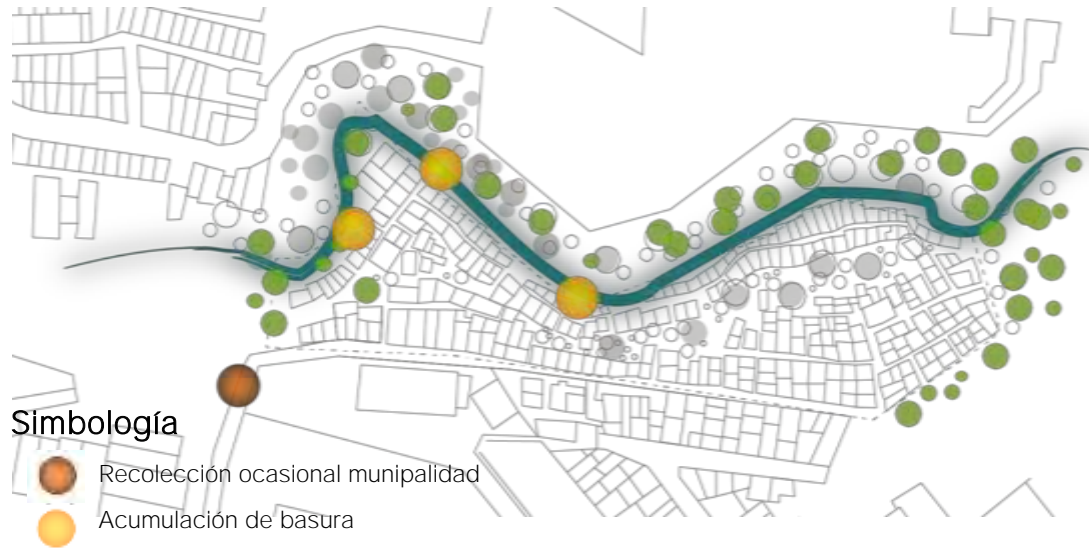 Simbología
Recolección ocasional munipalidad
Acumulación de basura